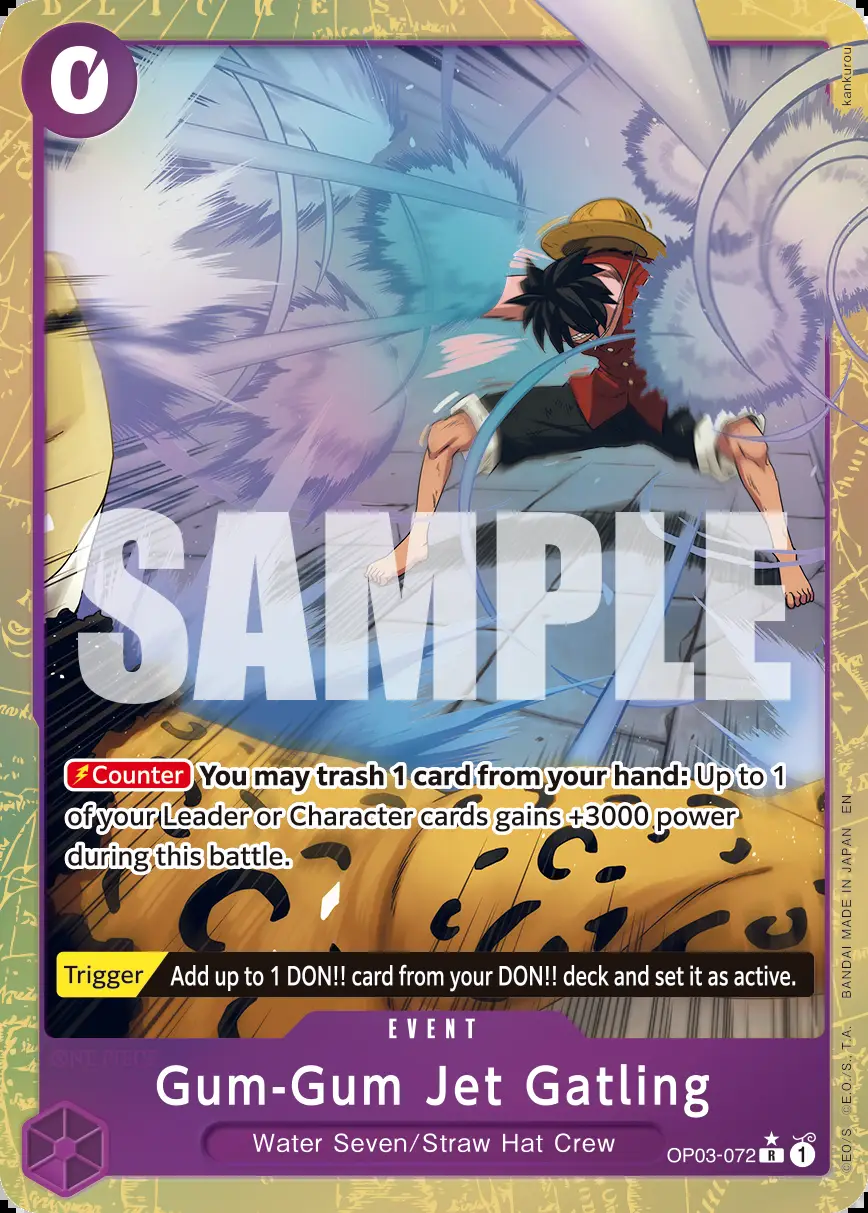 0
kankurou
SAMPLE
Counter You may trash 1 card from your hand: Up to 1
of your Leader or Character cards gains +3000 power
during this battle.
Trigger Add up to 1 DON!! card from your DON!! deck and set it as active.
EVENT
Gum-Gum Jet Gatling
Water Seven/Straw Hat Crew
OP03-072 R 1
©EO/S ©E.O./S., T.A. BANDAI MADE IN JAPAN EN